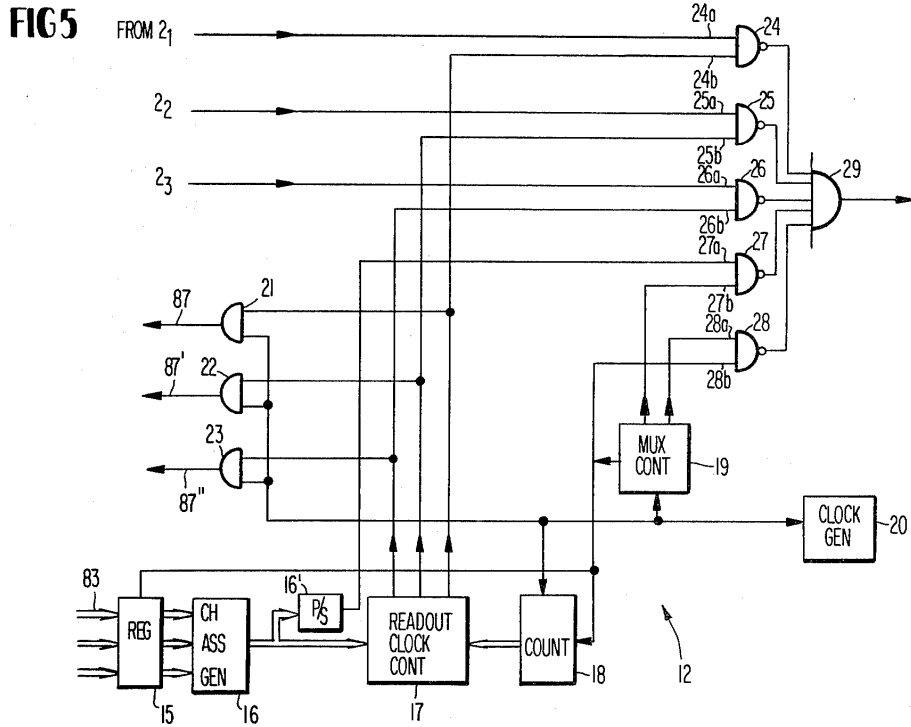 FIG 5
FROM 2₁
24a
24
24b
2₂
25a
25
25b
2₃
26a
26
26b
29
27a
27
27b
87
21
28a
28
28b
87'
22
87"
23
MUX CONT
19
CLOCK GEN
20
83
REG
15
CH ASS GEN
16
16'
P/S
READOUT CLOCK CONT
17
COUNT
18
12